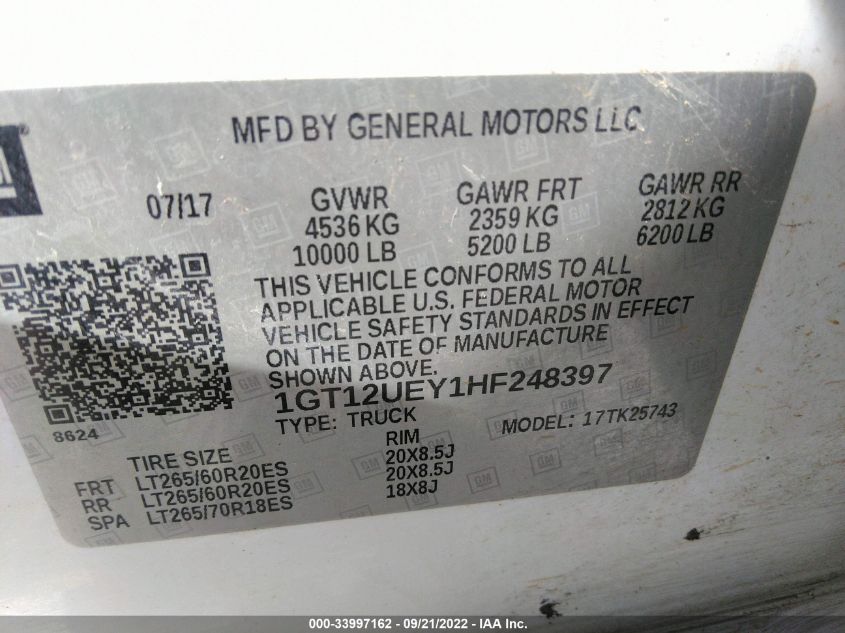 GM
®
MFD BY GENERAL MOTORS LLC
07/17
GVWR
4536 KG
10000 LB
GAWR FRT
2359 KG
5200 LB
GAWR RR
2812 KG
6200 LB
THIS VEHICLE CONFORMS TO ALL
APPLICABLE U.S. FEDERAL MOTOR
VEHICLE SAFETY STANDARDS IN EFFECT
ON THE DATE OF MANUFACTURE
SHOWN ABOVE.
1GT12UEY1HF248397
TYPE: TRUCK
MODEL: 17TK25743
8624
TIRE SIZE RIM
FRT LT265/60R20ES 20X8.5J
RR LT265/60R20ES 20X8.5J
SPA LT265/70R18ES 18X8J
000-33997162 - 09/21/2022 - IAA Inc.